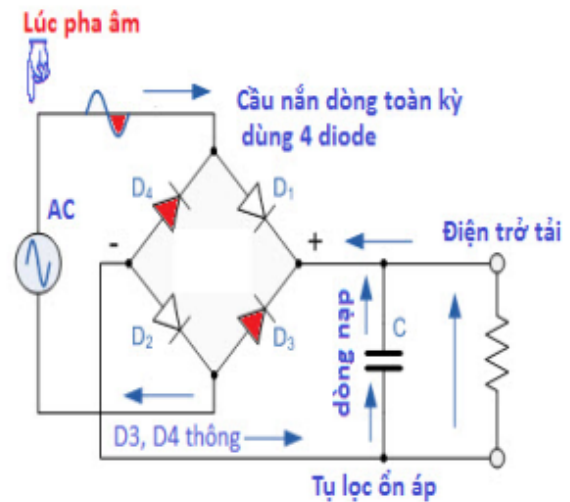 Lúc pha âm
Cầu nắn dòng toàn kỳ
dùng 4 diode
D4
D1
AC
-
+
Điện trở tải
D2
D3
dòng nạp
C
D3, D4 thông
Tụ lọc ổn áp